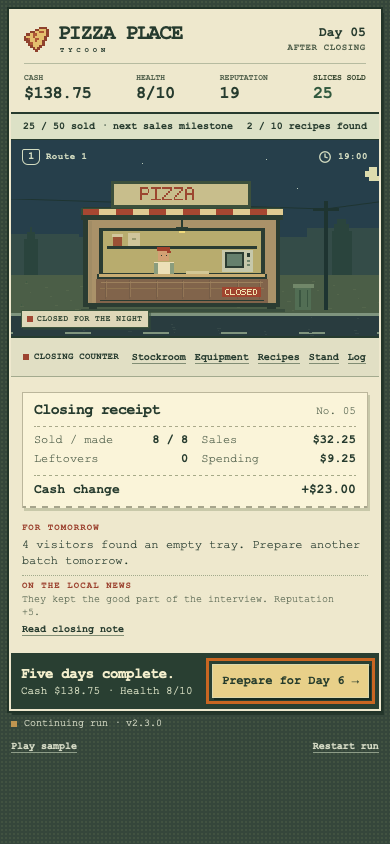 PIZZA PLACE
TYCOON
Day 05
AFTER CLOSING
CASH HEALTH REPUTATION SLICES SOLD
$138.75 8/10 19 25
25 / 50 sold · next sales milestone 2 / 10 recipes found
1 Route 1 19:00
PIZZA
CLOSED
CLOSED FOR THE NIGHT
CLOSING COUNTER Stockroom Equipment Recipes Stand Log
Closing receipt No. 05
Sold / made 8 / 8 Sales $32.25
Leftovers 0 Spending $9.25
Cash change +$23.00
FOR TOMORROW
4 visitors found an empty tray. Prepare another
batch tomorrow.
ON THE LOCAL NEWS
They kept the good part of the interview. Reputation
+5.
Read closing note
Five days complete.
Cash $138.75 · Health 8/10
Prepare for Day 6 →
Continuing run · v2.3.0
Play sample Restart run